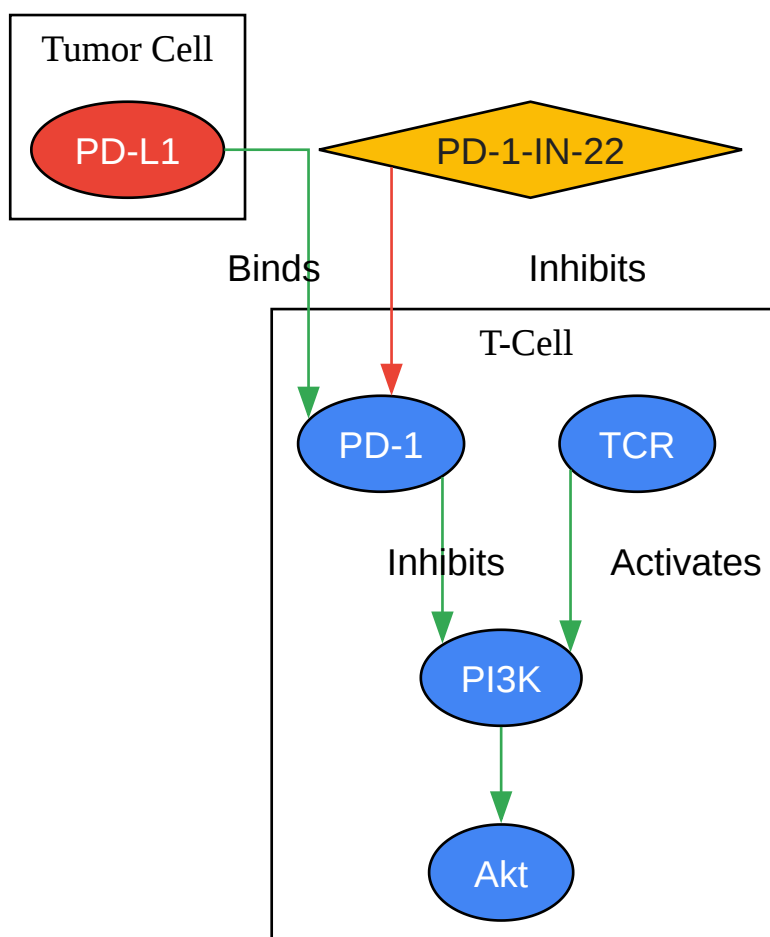 Tumor Cell
PD-L1
PD-1-IN-22
Binds
Inhibits
T-Cell
PD-1
TCR
Inhibits
Activates
PI3K
Akt